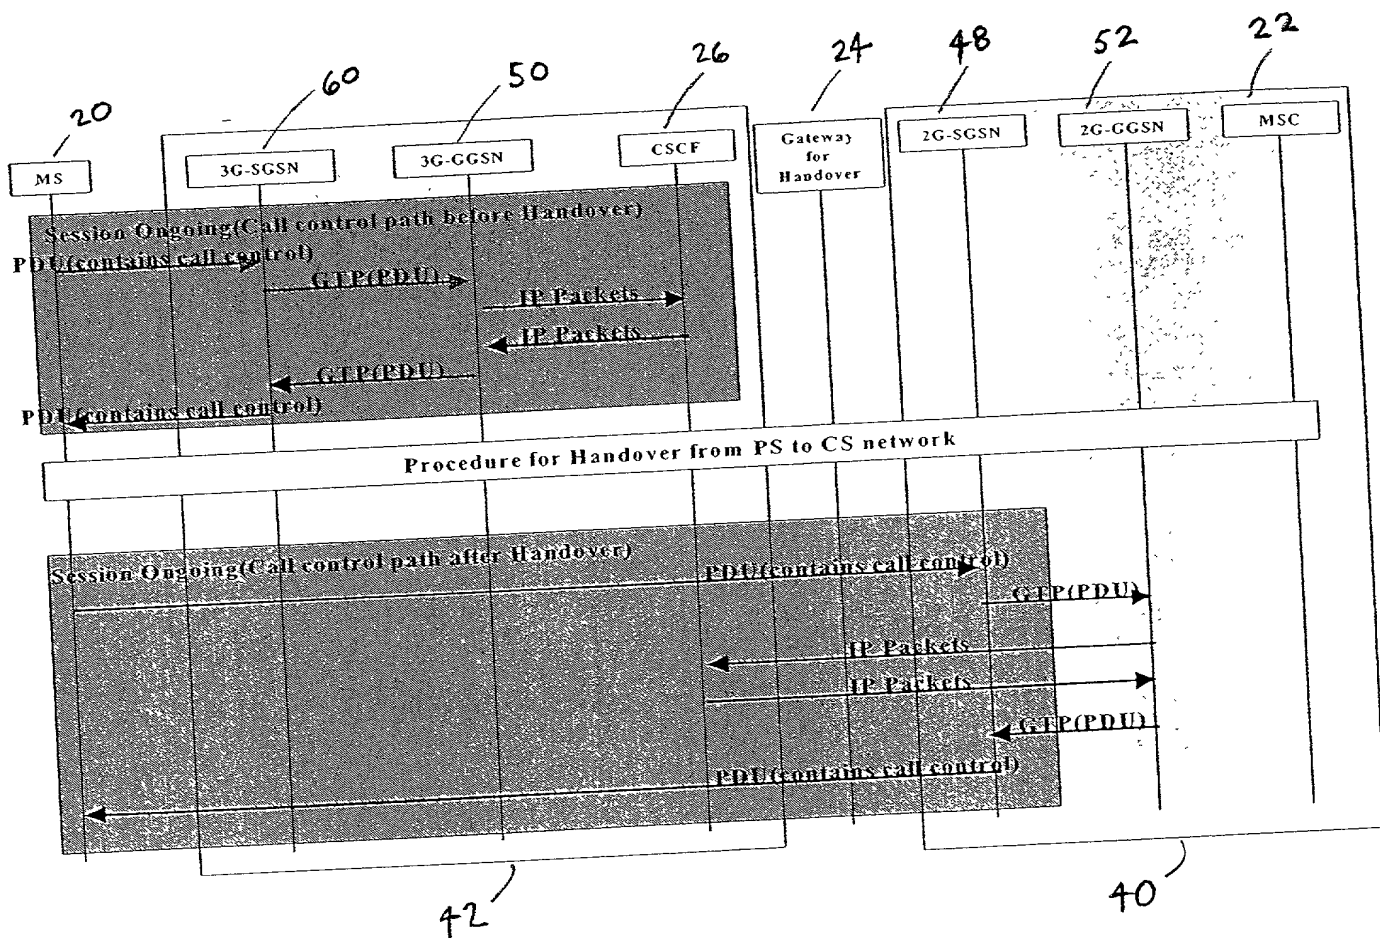 20
60
50
26
24
48
52
22
MS
3G-SGSN
3G-GGSN
CSCF
Gateway
for
Handover
2G-SGSN
2G-GGSN
MSC
Session Ongoing(Call control path before Handover)
PDU(contains call control)
GTP(PDU)
IP Packets
IP Packets
GTP(PDU)
PDU(contains call control)
Procedure for Handover from PS to CS network
Session Ongoing(Call control path after Handover)
PDU(contains call control)
GTP(PDU)
IP Packets
IP Packets
GTP(PDU)
PDU(contains call control)
42
40